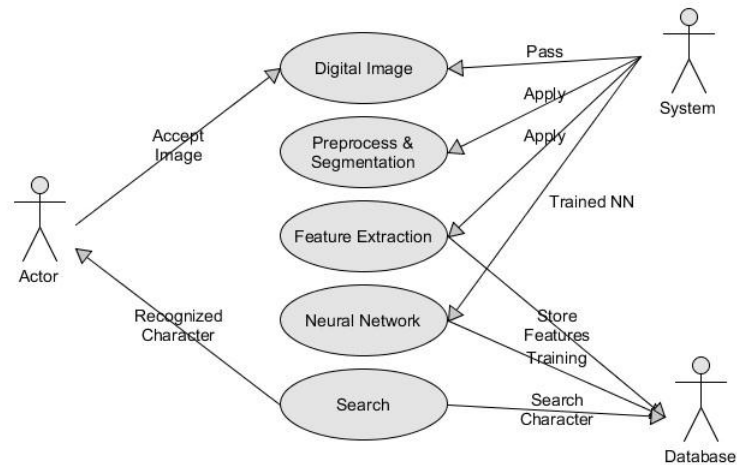 Pass
Digital Image
System
Apply
Accept
Image
Preprocess &
Segmentation
Apply
Trained NN
Feature Extraction
Actor
Recognized
Character
Neural Network
Store
Features
Training
Search
Search
Character
Database